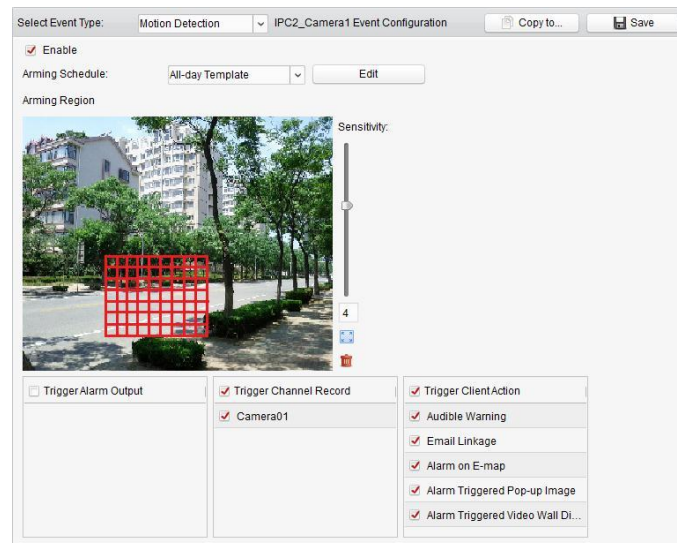 Select Event Type: Motion Detection IPC2_Camera1 Event Configuration Copy to... Save
Enable
Arming Schedule: All-day Template Edit
Arming Region
Sensitivity:
4
Trigger Alarm Output
Trigger Channel Record
Camera01
Trigger Client Action
Audible Warning
Email Linkage
Alarm on E-map
Alarm Triggered Pop-up Image
Alarm Triggered Video Wall Di...